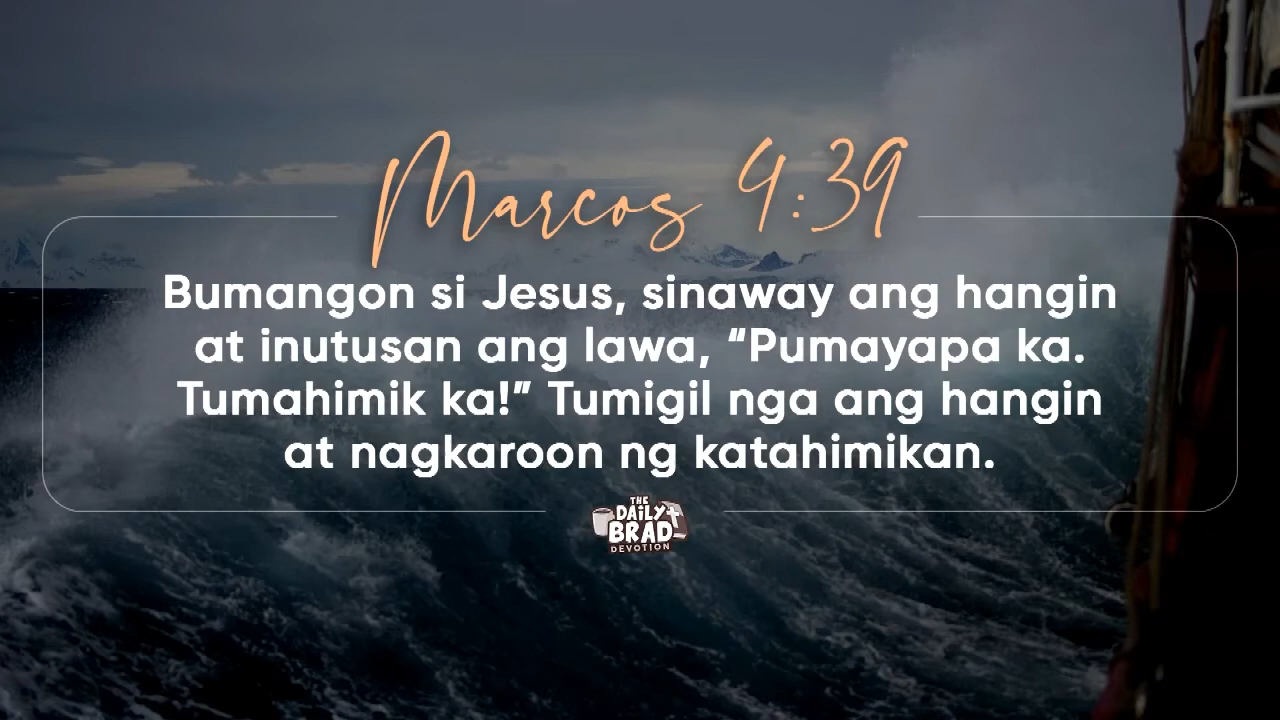 Marcos 4:39
Bumangon si Jesus, sinaway ang hangin
at inutusan ang lawa, “Pumayapa ka.
Tumahimik ka!” Tumigil nga ang hangin
at nagkaroon ng katahimikan.
THE
DAILY
BRAD
DEVOTION